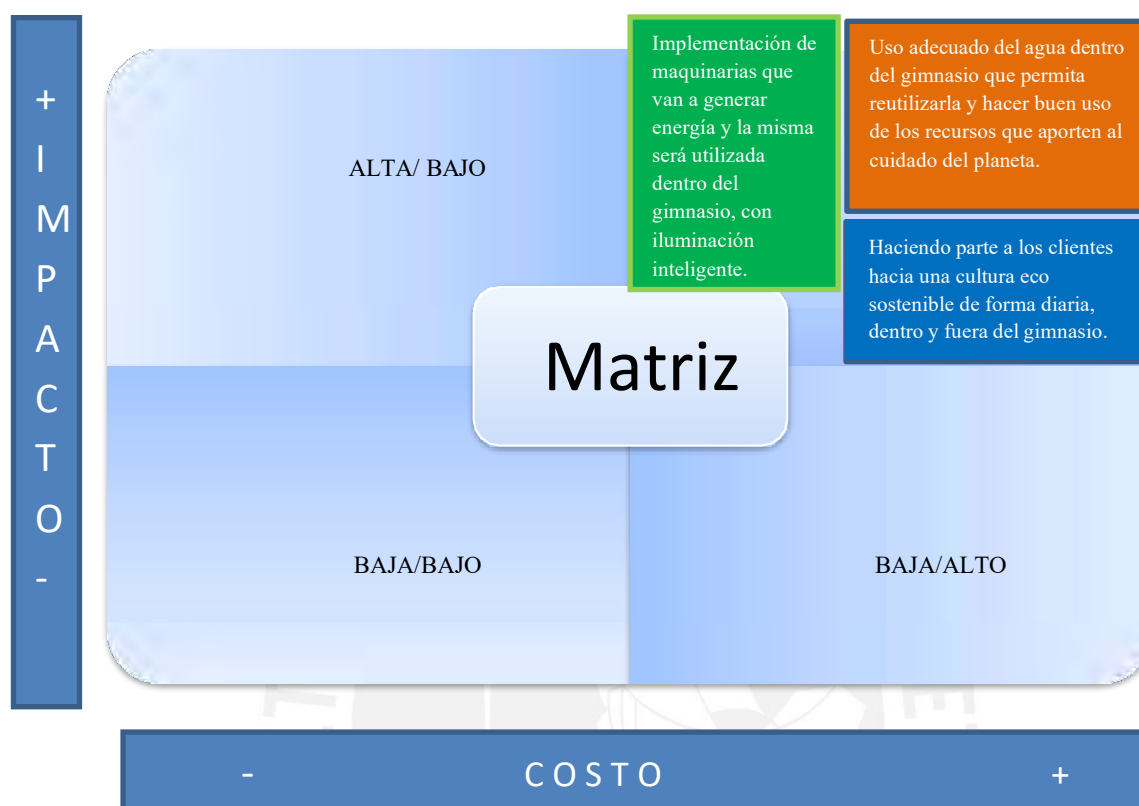 +
I
M
P
A
C
T
O
-
ALTA/ BAJO
Implementación de
maquinarias que
van a generar
energía y la misma
será utilizada
dentro del
gimnasio, con
iluminación
inteligente.
Uso adecuado del agua dentro
del gimnasio que permita
reutilizarla y hacer buen uso
de los recursos que aporten al
cuidado del planeta.
Haciendo parte a los clientes
hacia una cultura eco
sostenible de forma diaria,
dentro y fuera del gimnasio.
Matriz
BAJA/BAJO
BAJA/ALTO
- COSTO +